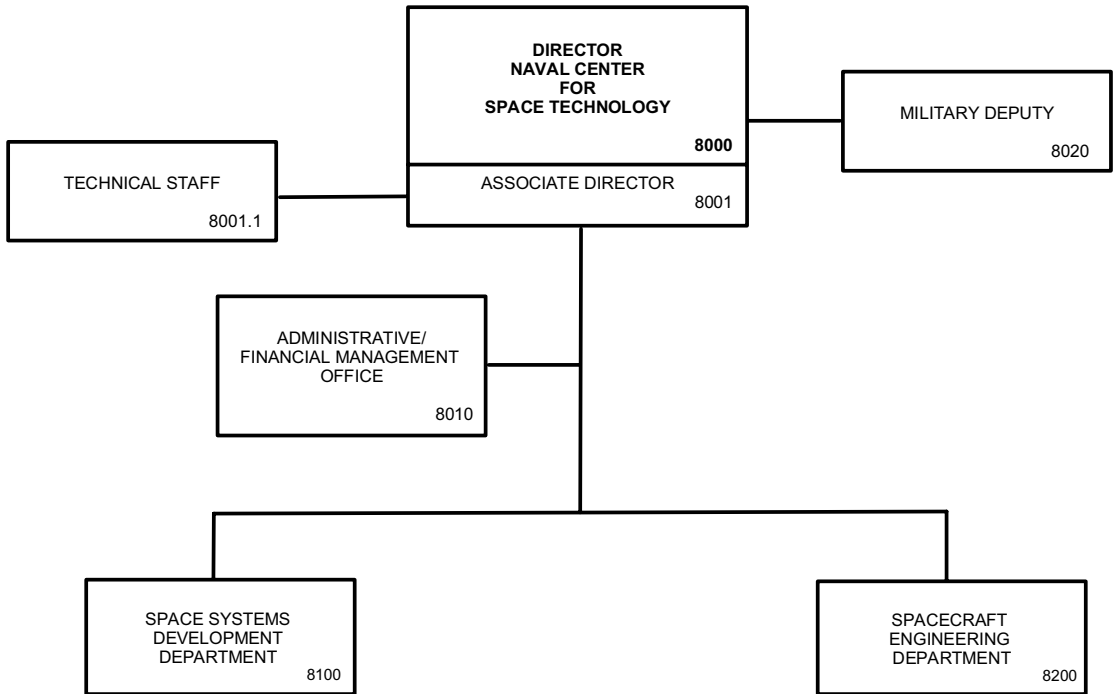 DIRECTOR
NAVAL CENTER
FOR
SPACE TECHNOLOGY
8000
MILITARY DEPUTY
8020
TECHNICAL STAFF
8001.1
ASSOCIATE DIRECTOR
8001
ADMINISTRATIVE/
FINANCIAL MANAGEMENT
OFFICE
8010
SPACE SYSTEMS
DEVELOPMENT
DEPARTMENT
8100
SPACECRAFT
ENGINEERING
DEPARTMENT
8200